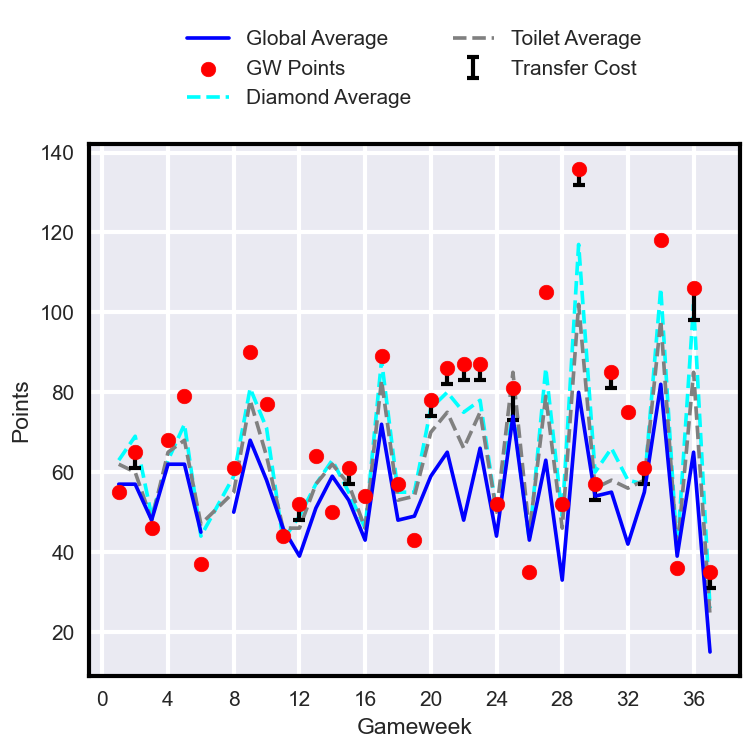 Global Average
GW Points
Diamond Average
Toilet Average
Transfer Cost
140
120
100
80
60
40
20
Points
0 4 8 12 16 20 24 28 32 36
Gameweek